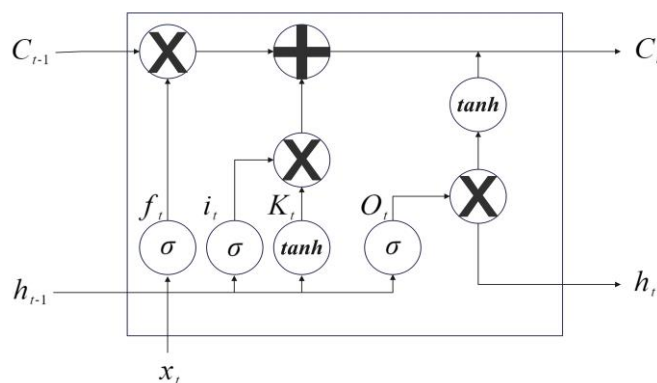 C_{t-1} C_t
tanh
f_t i_t K_t O_t
σ σ tanh σ
h_{t-1} h_t
x_t